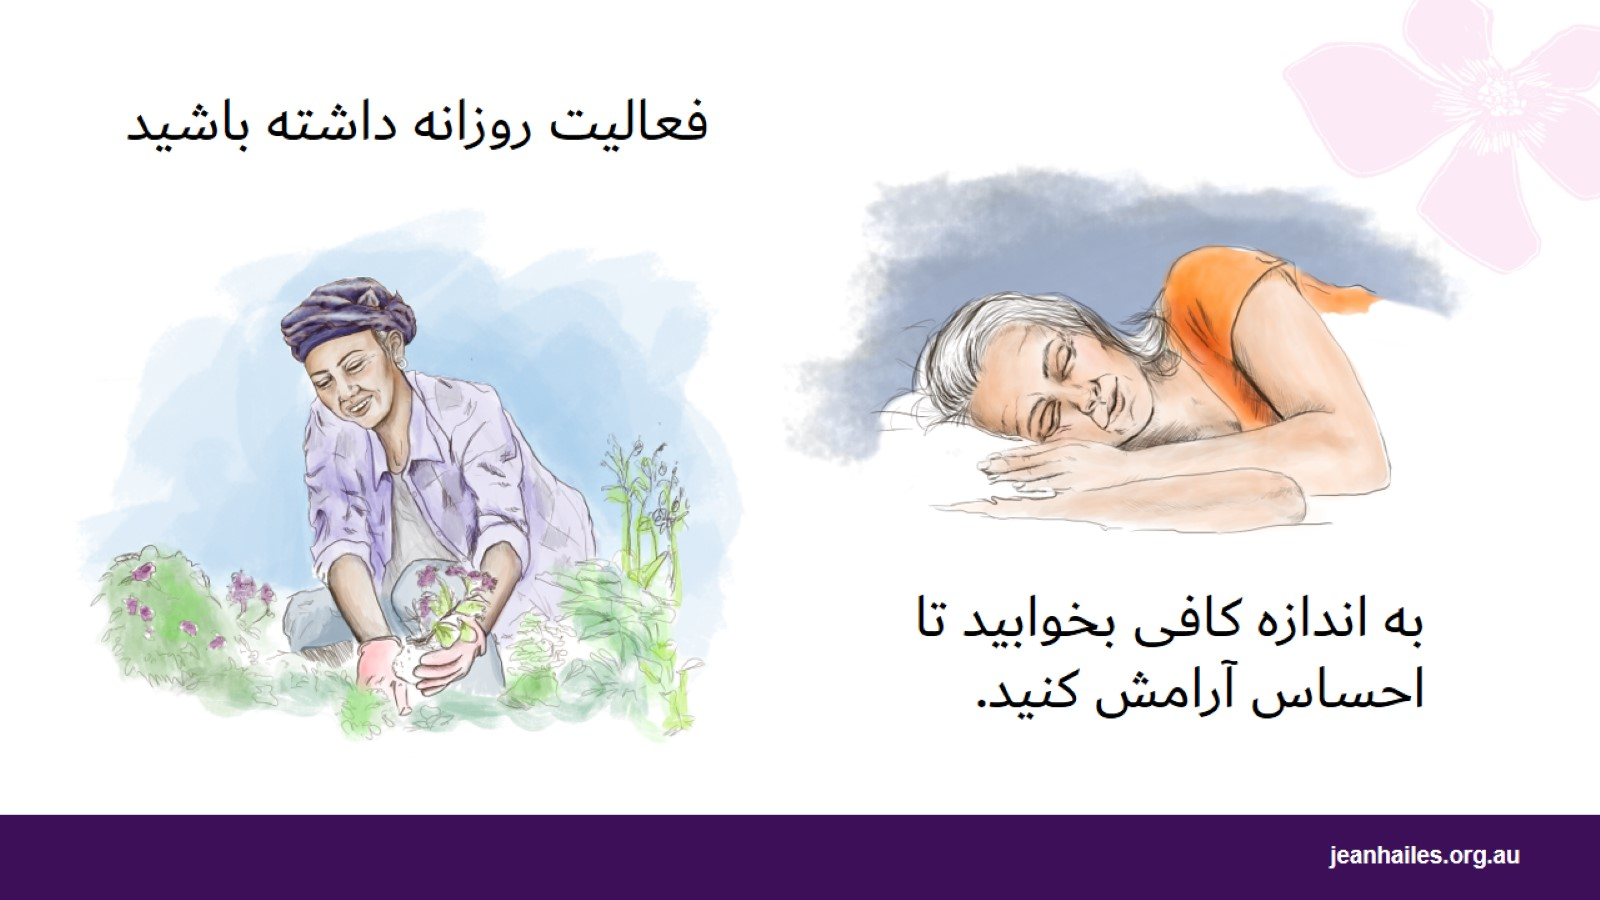 فعالیت روزانه داشته باشید
به اندازه کافی بخوابید تا
احساس آرامش کنید.
jeanhailes.org.au